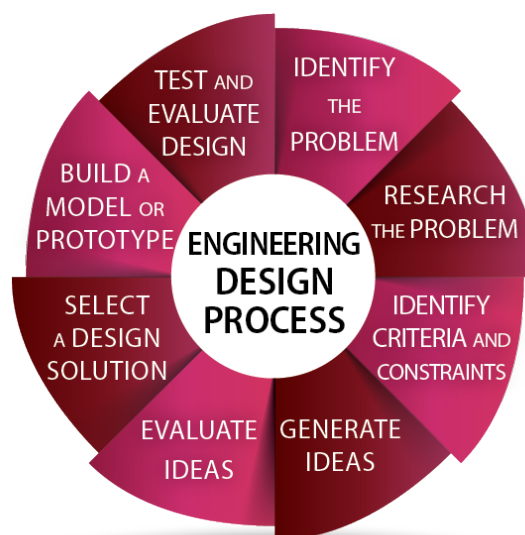 ENGINEERING
DESIGN
PROCESS
IDENTIFY
THE
PROBLEM
RESEARCH
THE PROBLEM
IDENTIFY
CRITERIA AND
CONSTRAINTS
GENERATE
IDEAS
EVALUATE
IDEAS
SELECT
A DESIGN
SOLUTION
BUILD A
MODEL OR
PROTOTYPE
TEST AND
EVALUATE
DESIGN